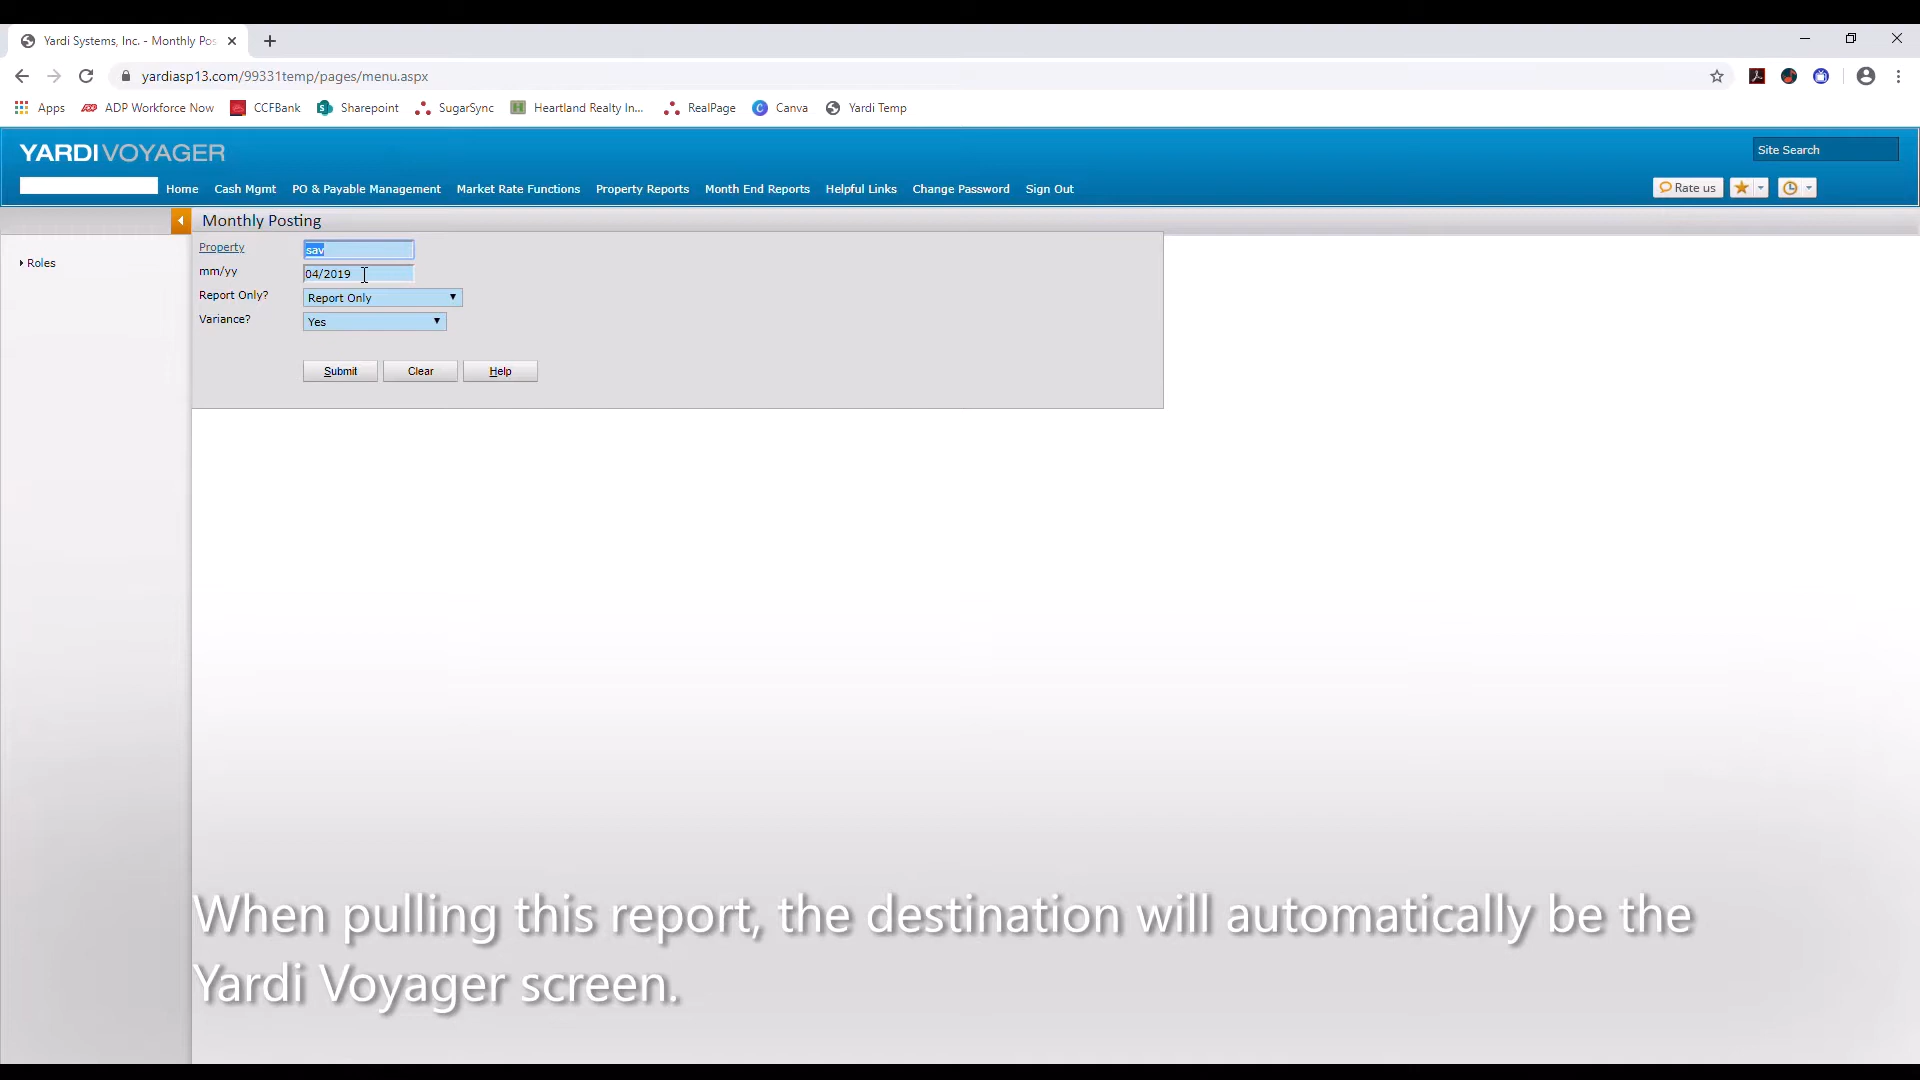 Yardi Systems, Inc. - Monthly Pos
yardiasp13.com/99331temp/pages/menu.aspx
Apps ADP Workforce Now CCFBank Sharepoint SugarSync Heartland Realty In... RealPage Canva Yardi Temp
YARDIVOYAGER
Site Search
Home Cash Mgmt PO & Payable Management Market Rate Functions Property Reports Month End Reports Helpful Links Change Password Sign Out
Rate us
Monthly Posting
Roles
Property sav
mm/yy 04/2019
Report Only? Report Only
Variance? Yes
Submit Clear Help
When pulling this report, the destination will automatically be the
Yardi Voyager screen.